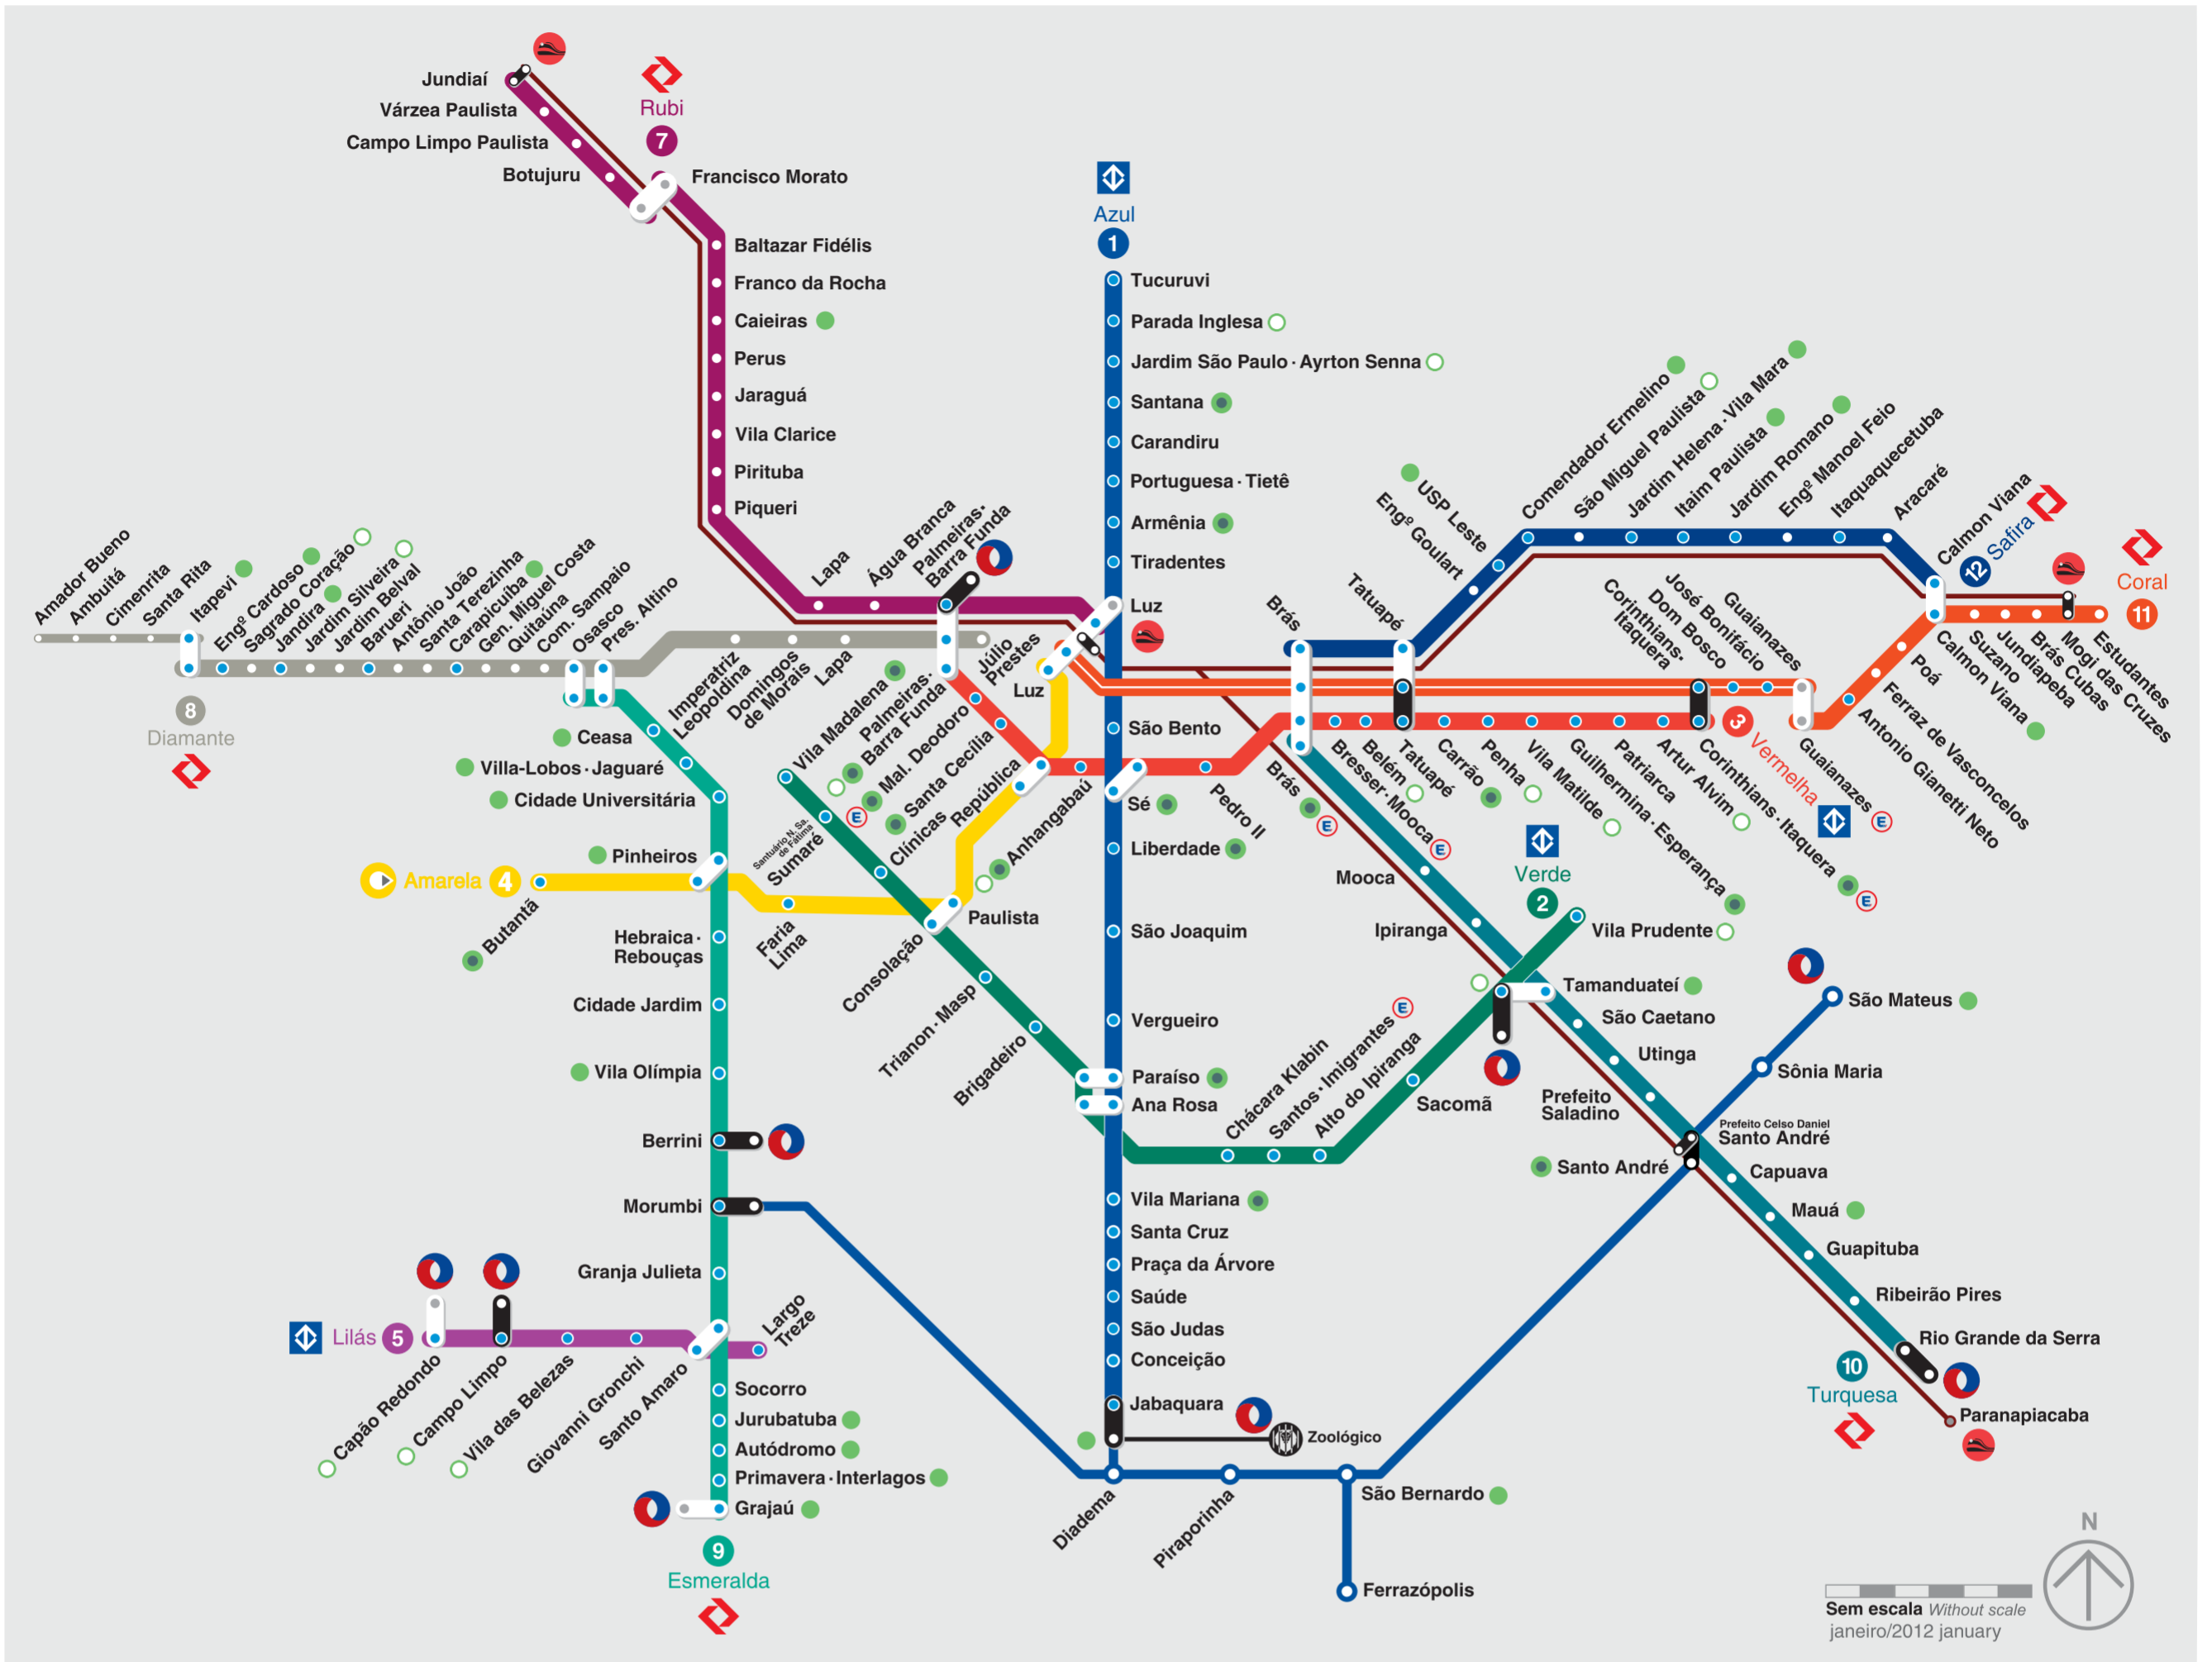 Jundiaí
Várzea Paulista
Campo Limpo Paulista
Botujuru
Rubi
7
Francisco Morato
Baltazar Fidélis
Franco da Rocha
Caieiras
Perus
Jaraguá
Vila Clarice
Pirituba
Piqueri
Lapa
Água Branca
Palmeiras·
Barra Funda
Azul
1
Tucuruvi
Parada Inglesa
Jardim São Paulo · Ayrton Senna
Santana
Carandiru
Portuguesa · Tietê
Armênia
Tiradentes
Luz
Luz
São Bento
Sé
Liberdade
São Joaquim
Vergueiro
Paraíso
Ana Rosa
Vila Mariana
Santa Cruz
Praça da Árvore
Saúde
São Judas
Conceição
Jabaquara
Zoológico
Amador Bueno
Ambuitá
Cimenrita
Santa Rita
Itapevi
Engº Cardoso
Sagrado Coração
Jandira
Jardim Silveira
Jardim Belval
Barueri
Antônio João
Santa Terezinha
Carapicuíba
Gen. Miguel Costa
Quitaúna
Com. Sampaio
Osasco
Pres. Altino
Imperatriz
Leopoldina
Domingos
de Morais
Lapa
Júlio
Prestes
8
Diamante
Ceasa
Villa-Lobos · Jaguaré
Cidade Universitária
Pinheiros
Hebraica ·
Rebouças
Cidade Jardim
Vila Olímpia
Berrini
Morumbi
Granja Julieta
Santo Amaro
Socorro
Jurubatuba
Autódromo
Primavera · Interlagos
Grajaú
9
Esmeralda
Lilás
5
Capão Redondo
Campo Limpo
Vila das Belezas
Giovanni Gronchi
Largo
Treze
Amarela
4
Butantã
Faria
Lima
Paulista
República
Vila Madalena
Santuário N. Sa.
de Fátima
Sumaré
Clínicas
Consolação
Trianon · Masp
Brigadeiro
Chácara Klabin
Santos · Imigrantes
E
Alto do Ipiranga
Sacomã
Tamanduateí
Vila Prudente
Verde
2
Palmeiras·
Barra Funda
E
Mal. Deodoro
Santa Cecília
Anhangabaú
Pedro II
Brás
E
Bresser · Mooca
E
Belém
Tatuapé
Carrão
Penha
Vila Matilde
Guilhermina · Esperança
Patriarca
Artur Alvim
Corinthians · Itaquera
E
3
Vermelha
Brás
Tatuapé
Engº Goulart
USP Leste
Comendador Ermelino
São Miguel Paulista
Jardim Helena · Vila Mara
Itaim Paulista
Jardim Romano
Engº Manoel Feio
Itaquaquecetuba
Aracaré
Calmon Viana
12
Safira
Corinthians·
Itaquera
Dom Bosco
José Bonifácio
Guaianazes
Guaianazes
E
Antonio Gianetti Neto
Ferraz de Vasconcelos
Poá
Calmon Viana
Suzano
Jundiapeba
Brás Cubas
Mogi das Cruzes
Estudantes
Coral
11
Mooca
Ipiranga
São Caetano
Utinga
Prefeito
Saladino
Prefeito Celso Daniel
Santo André
Santo André
Capuava
Mauá
Guapituba
Ribeirão Pires
Rio Grande da Serra
Paranapiacaba
10
Turquesa
São Mateus
Sônia Maria
Diadema
Piraporinha
São Bernardo
Ferrazópolis
N
Sem escala Without scale
janeiro/2012 january